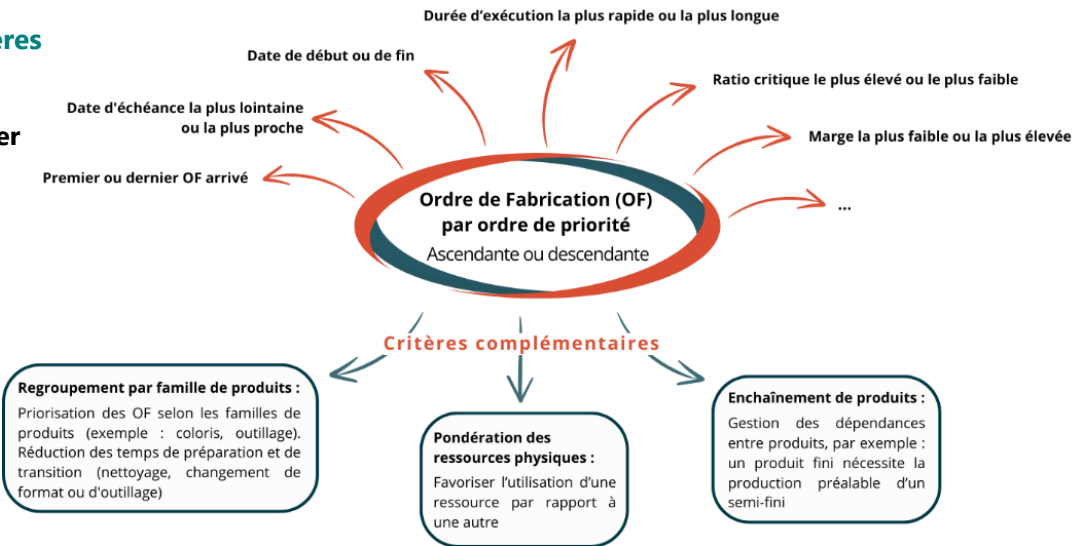 ères
er
Durée d’exécution la plus rapide ou la plus longue
Date de début ou de fin
Ratio critique le plus élevé ou le plus faible
Date d'échéance la plus lointaine
ou la plus proche
Marge la plus faible ou la plus élevée
Premier ou dernier OF arrivé
...
Ordre de Fabrication (OF)
par ordre de priorité
Ascendante ou descendante
Critères complémentaires
Regroupement par famille de produits :
Priorisation des OF selon les familles de
produits (exemple : coloris, outillage).
Réduction des temps de préparation et de
transition (nettoyage, changement de
format ou d'outillage)
Pondération des
ressources physiques :
Favoriser l’utilisation d’une
ressource par rapport à
une autre
Enchaînement de produits :
Gestion des dépendances
entre produits, par exemple :
un produit fini nécessite la
production préalable d’un
semi-fini